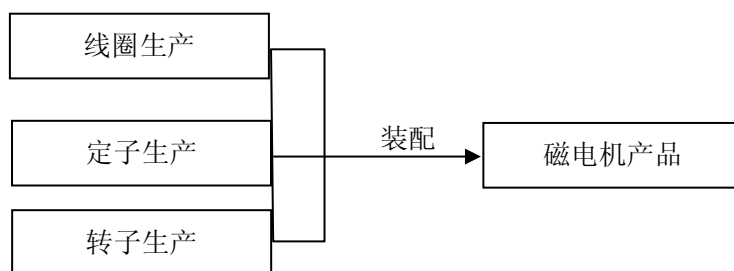 线圈生产
定子生产
装配
磁电机产品
转子生产